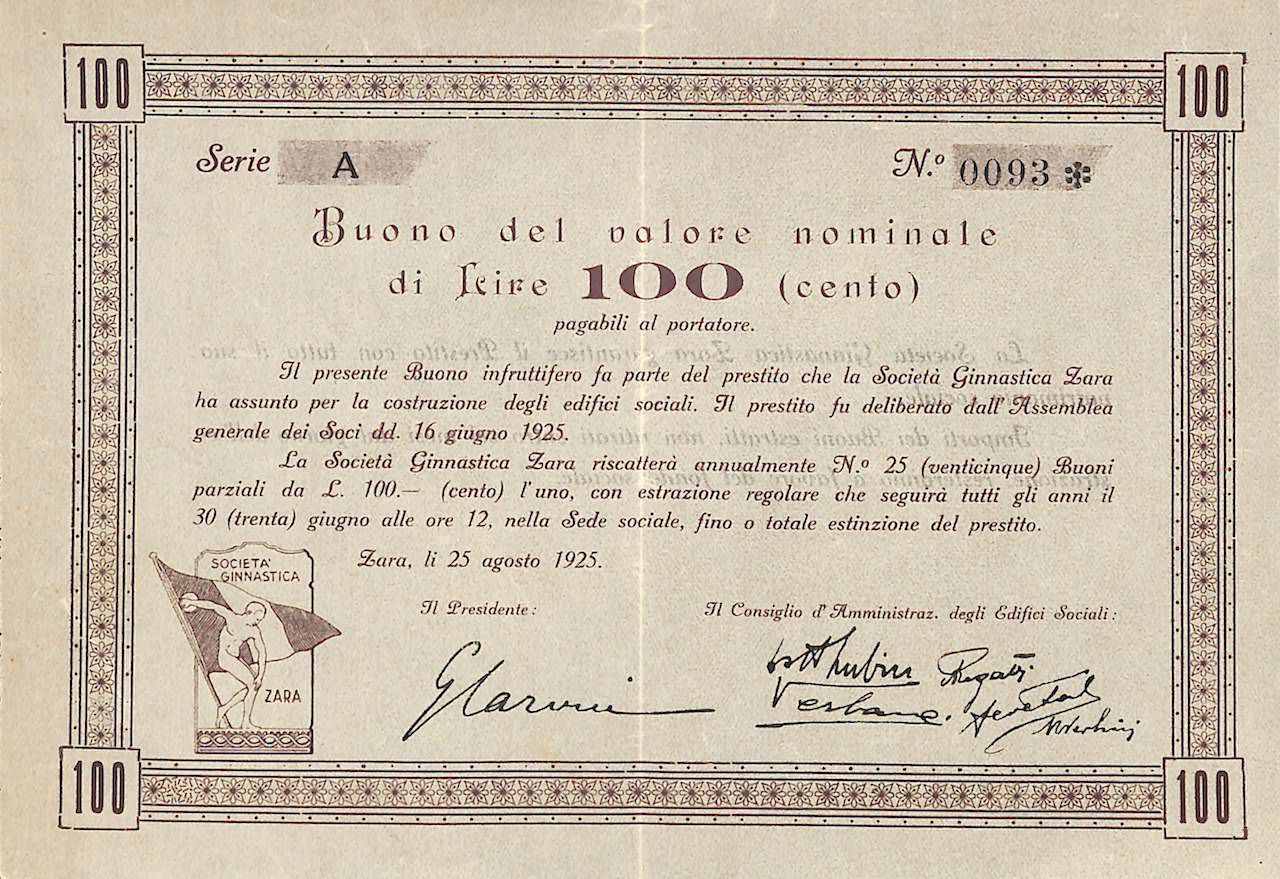 100
100
Serie A
N.º 0093
Buono del valore nominale
di Lire 100 (cento)
pagabili al portatore.
Il presente Buono infruttifero fa parte del prestito che la Società Ginnastica Zara
ha assunto per la costruzione degli edifici sociali. Il prestito fu deliberato dall'Assemblea
generale dei Soci dd. 16 giugno 1925.
La Società Ginnastica Zara riscatterà annualmente N.º 25 (venticinque) Buoni
parziali da L. 100.— (cento) l'uno, con estrazione regolare che seguirà tutti gli anni il
30 (trenta) giugno alle ore 12, nella Sede sociale, fino o totale estinzione del prestito.
Zara, li 25 agosto 1925.
SOCIETA'
GINNASTICA
ZARA
Il Presidente:
Il Consiglio d'Amministraz. degli Edifici Sociali:
100
100